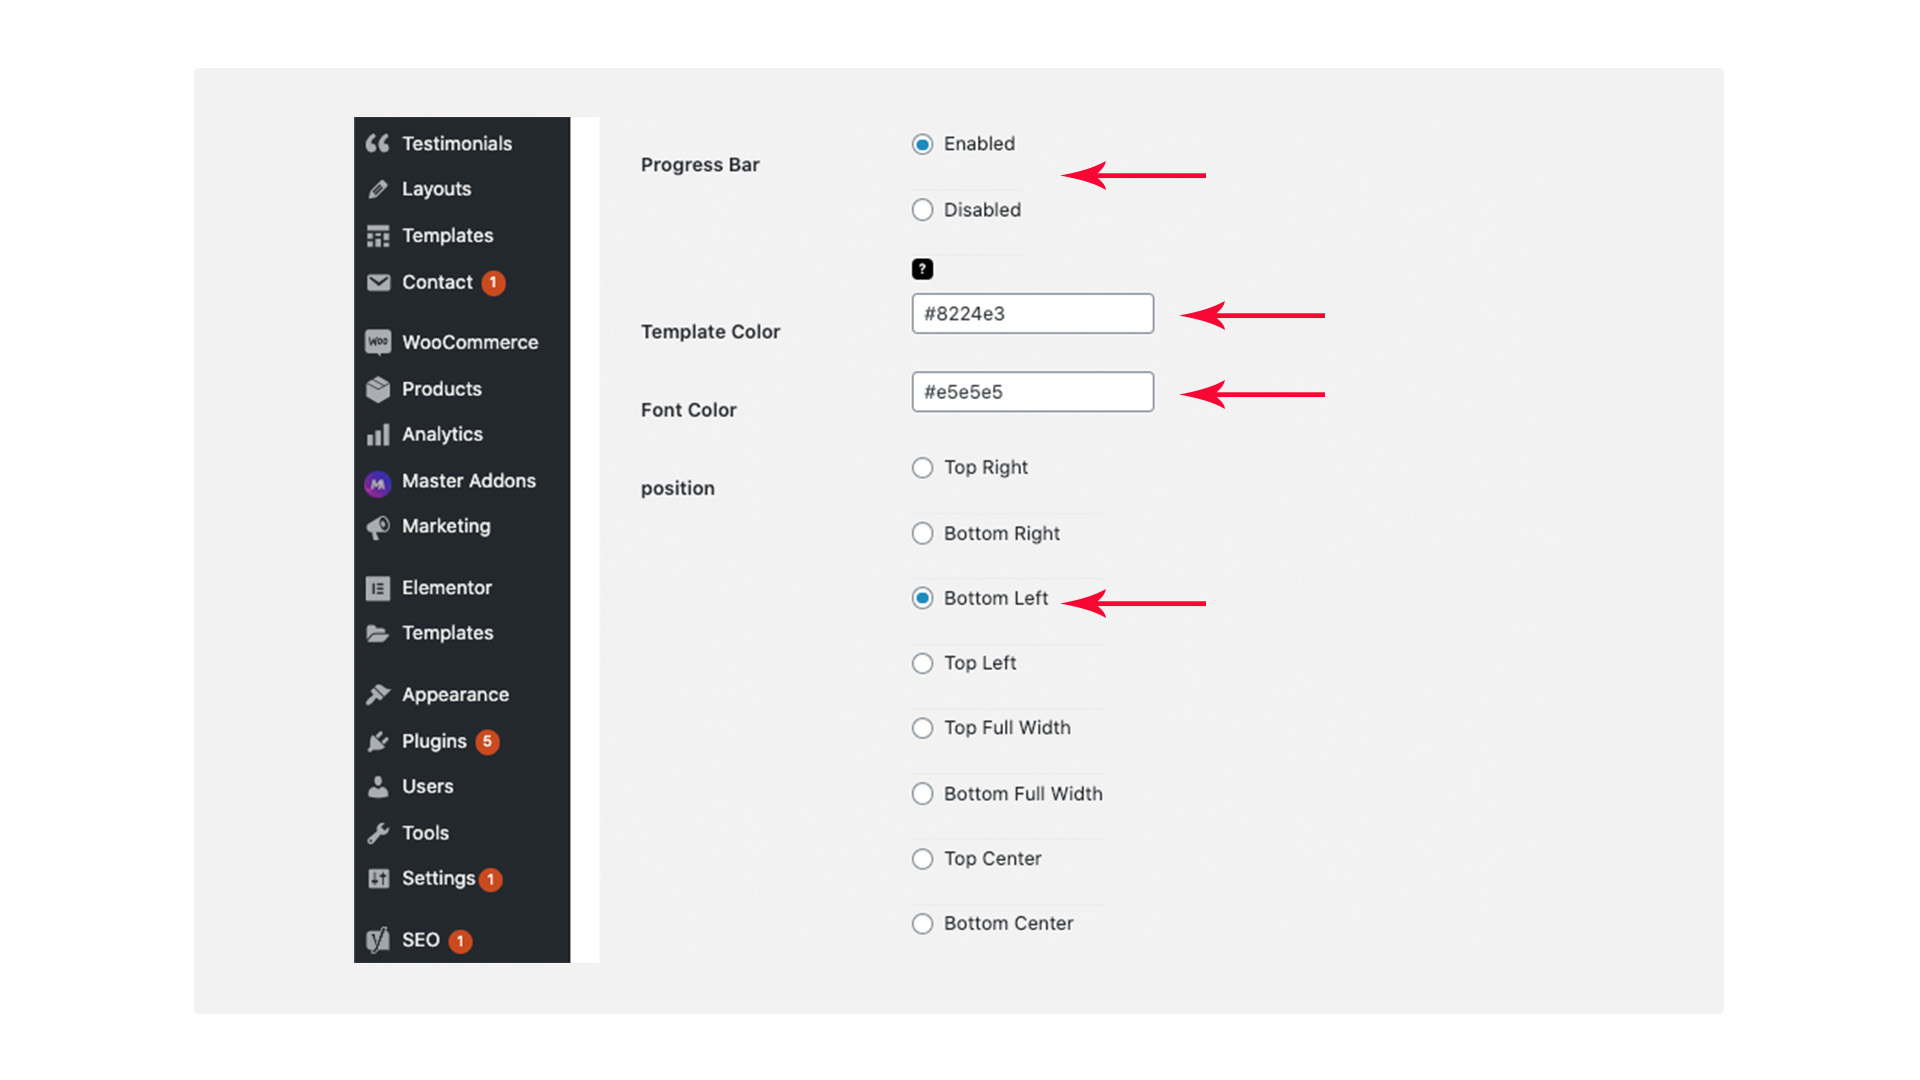 Testimonials
Layouts
Templates
Contact 1
WOO WooCommerce
Products
Analytics
Master Addons
Marketing
Elementor
Templates
Appearance
Plugins 5
Users
Tools
Settings 1
SEO 1
Progress Bar
Enabled
Disabled
?
Template Color
#8224e3
Font Color
#e5e5e5
position
Top Right
Bottom Right
Bottom Left
Top Left
Top Full Width
Bottom Full Width
Top Center
Bottom Center